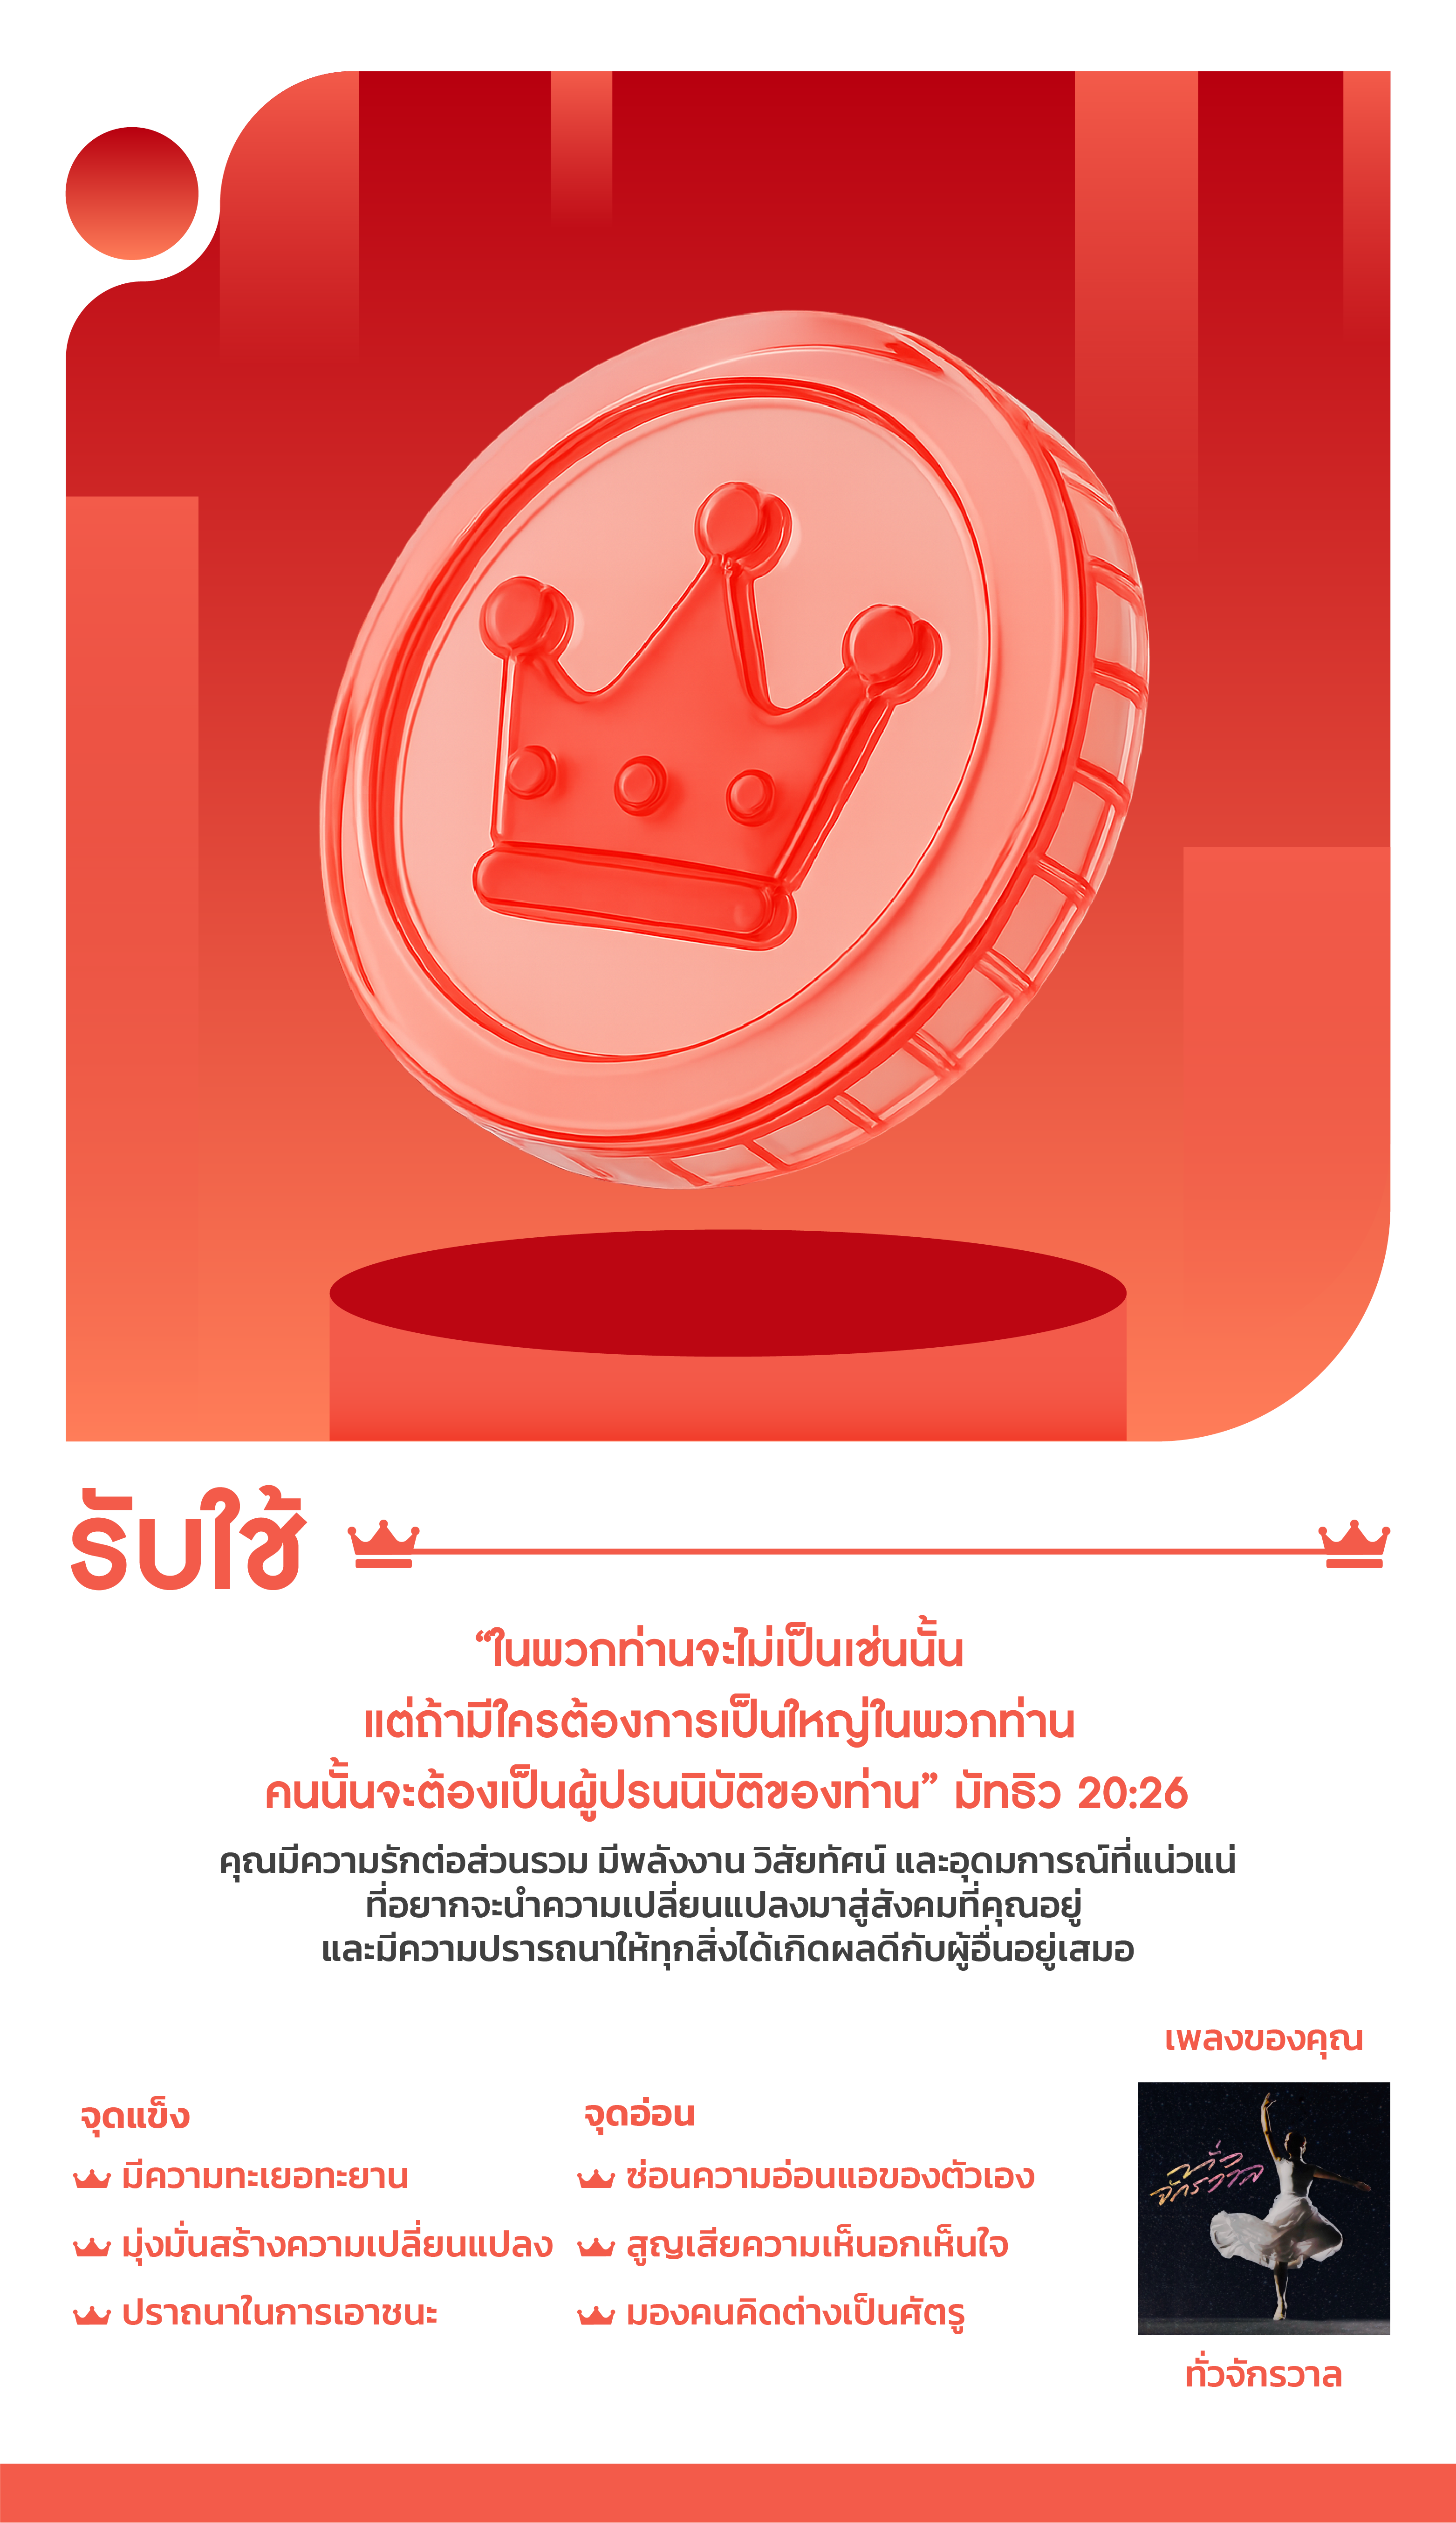 รับใช้
“ในพวกท่านจะไม่เป็นเช่นนั้น
แต่ถ้ามีใครต้องการเป็นใหญ่ในพวกท่าน
คนนั้นจะต้องเป็นผู้ปรนนิบัติของท่าน” มัทธิว 20:26
คุณมีความรักต่อส่วนรวม มีพลังงาน วิสัยทัศน์ และอุดมการณ์ที่แน่วแน่
ที่อยากจะนำความเปลี่ยนแปลงมาสู่สังคมที่คุณอยู่
และมีความปรารถนาให้ทุกสิ่งได้เกิดผลดีกับผู้อื่นอยู่เสมอ
จุดแข็ง
มีความทะเยอทะยาน
มุ่งมั่นสร้างความเปลี่ยนแปลง
ปราถนาในการเอาชนะ
จุดอ่อน
ซ่อนความอ่อนแอของตัวเอง
สูญเสียความเห็นอกเห็นใจ
มองคนคิดต่างเป็นศัตรู
เพลงของคุณ
ทั่ว
จักรวาล
ทั่วจักรวาล